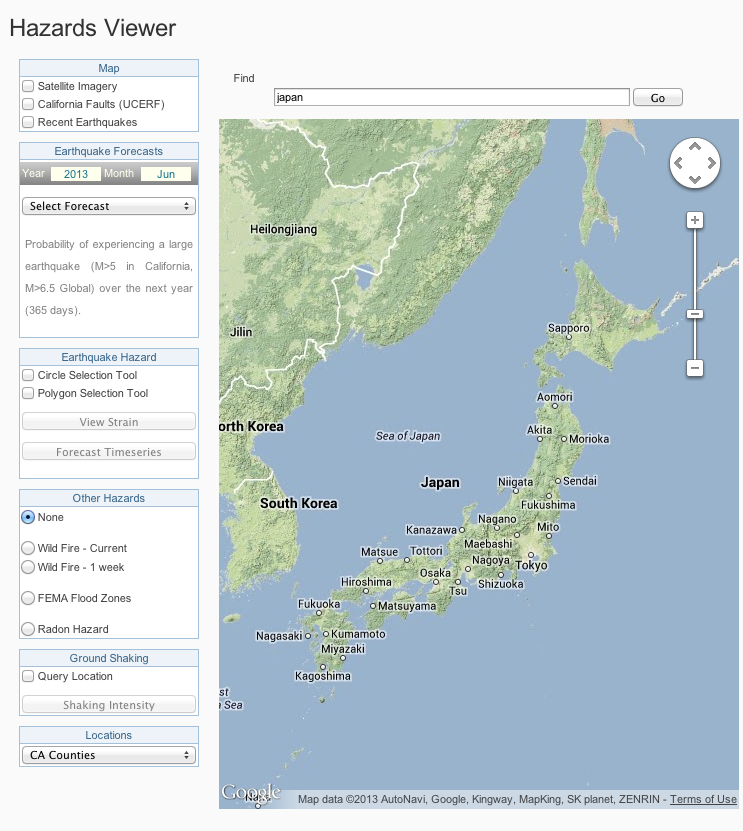 Hazards Viewer
Map
Satellite Imagery
California Faults (UCERF)
Recent Earthquakes
Earthquake Forecasts
Year 2013 Month Jun
Select Forecast
Probability of experiencing a large
earthquake (M>5 in California,
M>6.5 Global) over the next year
(365 days).
Earthquake Hazard
Circle Selection Tool
Polygon Selection Tool
View Strain
Forecast Timeseries
Other Hazards
None
Wild Fire - Current
Wild Fire - 1 week
FEMA Flood Zones
Radon Hazard
Ground Shaking
Query Location
Shaking Intensity
Locations
CA Counties
Find
japan Go
Heilongjiang
Jilin
Sapporo
Aomori
orth Korea
Akita
Morioka
Sea of Japan
Japan
Niigata
Sendai
South Korea
Fukushima
Nagano
Mito
Kanazawa
Maebashi
Matsue
Tottori
Nagoya
Tokyo
Osaka
Hiroshima
Shizuoka
Tsu
Fukuoka
Matsuyama
Nagasaki
Kumamoto
Miyazaki
Kagoshima
st
Sea
Google
Map data ©2013 AutoNavi, Google, Kingway, MapKing, SK planet, ZENRIN - Terms of Use